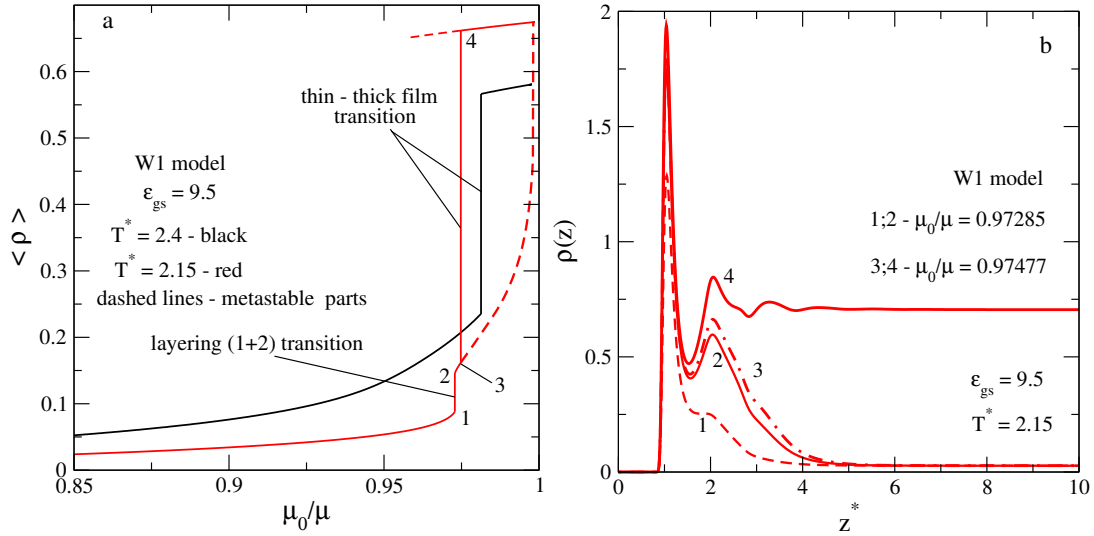 a
4
thin - thick film
transition
W1 model
ε_gs = 9.5
T* = 2.4 - black
T* = 2.15 - red
dashed lines - metastable parts
layering (1+2) transition
2
3
1
0.6
0.5
0.4
0.3
0.2
0.1
0
< ρ >
0.85
0.9
0.95
1
μ0/μ
b
W1 model
1;2 - μ0/μ = 0.97285
3;4 - μ0/μ = 0.97477
4
2
3
1
ε_gs = 9.5
T* = 2.15
2
1.5
1
0.5
0
ρ(z)
0
2
4
6
8
10
z*